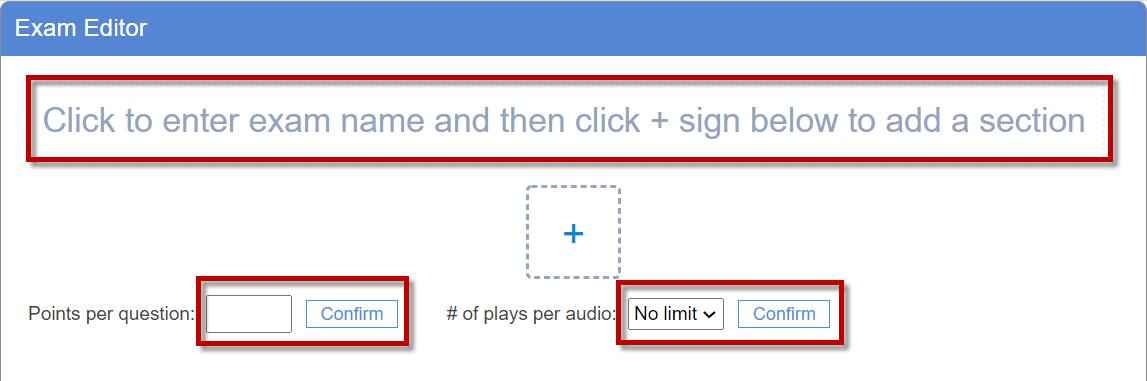 Exam Editor
Click to enter exam name and then click + sign below to add a section
+
Points per question: Confirm # of plays per audio: No limit Confirm